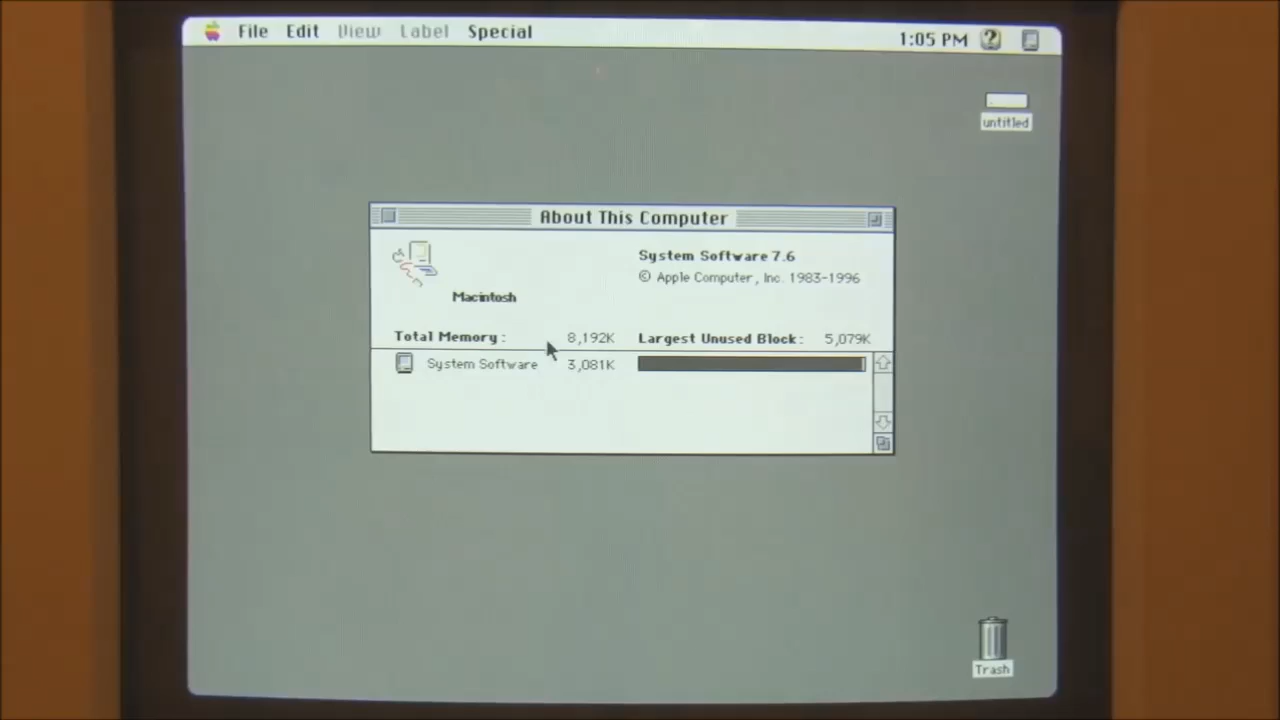 File Edit View Label Special 1:05 PM
untitled
About This Computer
System Software 7.6
© Apple Computer, Inc. 1983-1996
Macintosh
Total Memory: 8,192K Largest Unused Block: 5,079K
System Software 3,081K
Trash